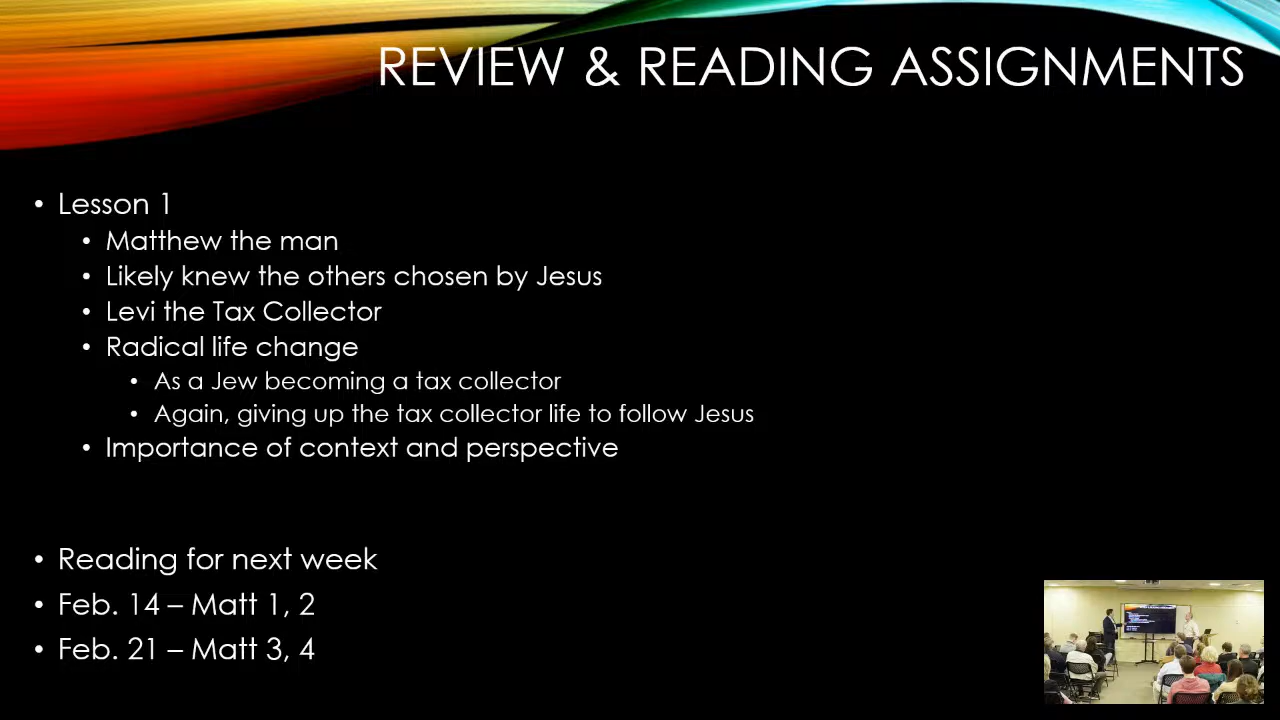 REVIEW & READING ASSIGNMENTS
• Lesson 1
• Matthew the man
• Likely knew the others chosen by Jesus
• Levi the Tax Collector
• Radical life change
• As a Jew becoming a tax collector
• Again, giving up the tax collector life to follow Jesus
• Importance of context and perspective
• Reading for next week
• Feb. 14 – Matt 1, 2
• Feb. 21 – Matt 3, 4